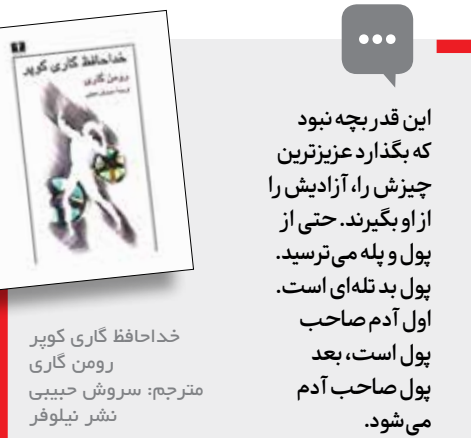 این قدر بچه نبود
که بگذارد عزیزترین
چیزش را، آزادیش را
از او بگیرند. حتی از
پول و پله می‌ترسید.
پول بد تله‌ای است.
اول آدم صاحب
پول است، بعد
پول صاحب آدم
می‌شود.
خداحافظ گاری کوپر
رومن گاری
خداحافظ گاری کوپر
رومن گاری
مترجم: سروش حبیبی
نشر نیلوفر